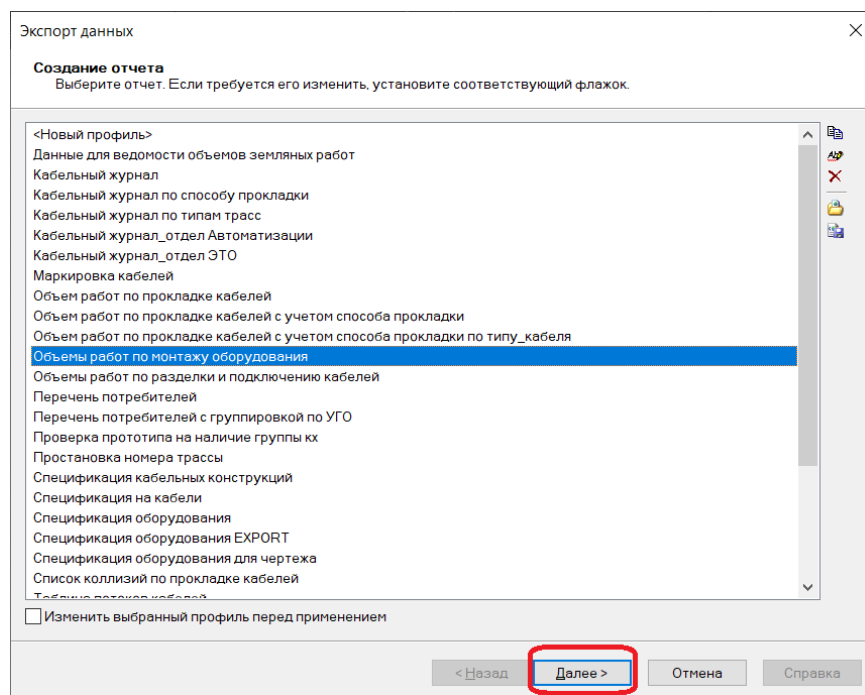 Экспорт данных
Создание отчета
Выберите отчет. Если требуется его изменить, установите соответствующий флажок.
<Новый профиль>
Данные для ведомости объемов земляных работ
Кабельный журнал
Кабельный журнал по способу прокладки
Кабельный журнал по типам трасс
Кабельный журнал_отдел Автоматизации
Кабельный журнал_отдел ЭТО
Маркировка кабелей
Объем работ по прокладке кабелей
Объем работ по прокладке кабелей с учетом способа прокладки
Объем работ по прокладке кабелей с учетом способа прокладки по типу_кабеля
Объемы работ по монтажу оборудования
Объемы работ по разделки и подключению кабелей
Перечень потребителей
Перечень потребителей с группировкой по УГО
Проверка прототипа на наличие группы кх
Простановка номера трассы
Спецификация кабельных конструкций
Спецификация на кабели
Спецификация оборудования
Спецификация оборудования EXPORT
Спецификация оборудования для чертежа
Список коллизий по прокладке кабелей
Таблица потоков кабелей
Изменить выбранный профиль перед применением
< Назад Далее > Отмена Справка